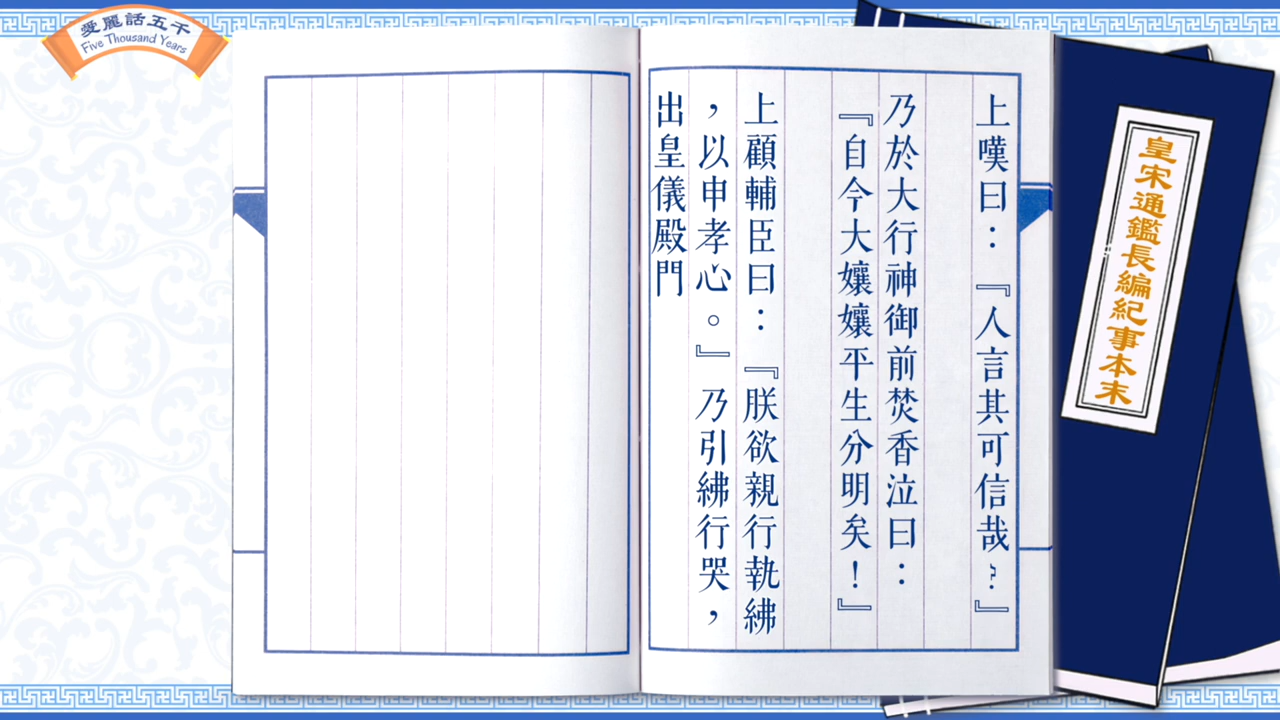 愛麗話五千
Five Thousand Years
皇宋通鑑長編紀事本末
上嘆曰：『人言其可信哉？』
乃於大行神御前焚香泣曰：
『自今大孃孃平生分明矣！』
上顧輔臣曰：『朕欲親行執紼
，以申孝心。』乃引紼行哭，
出皇儀殿門